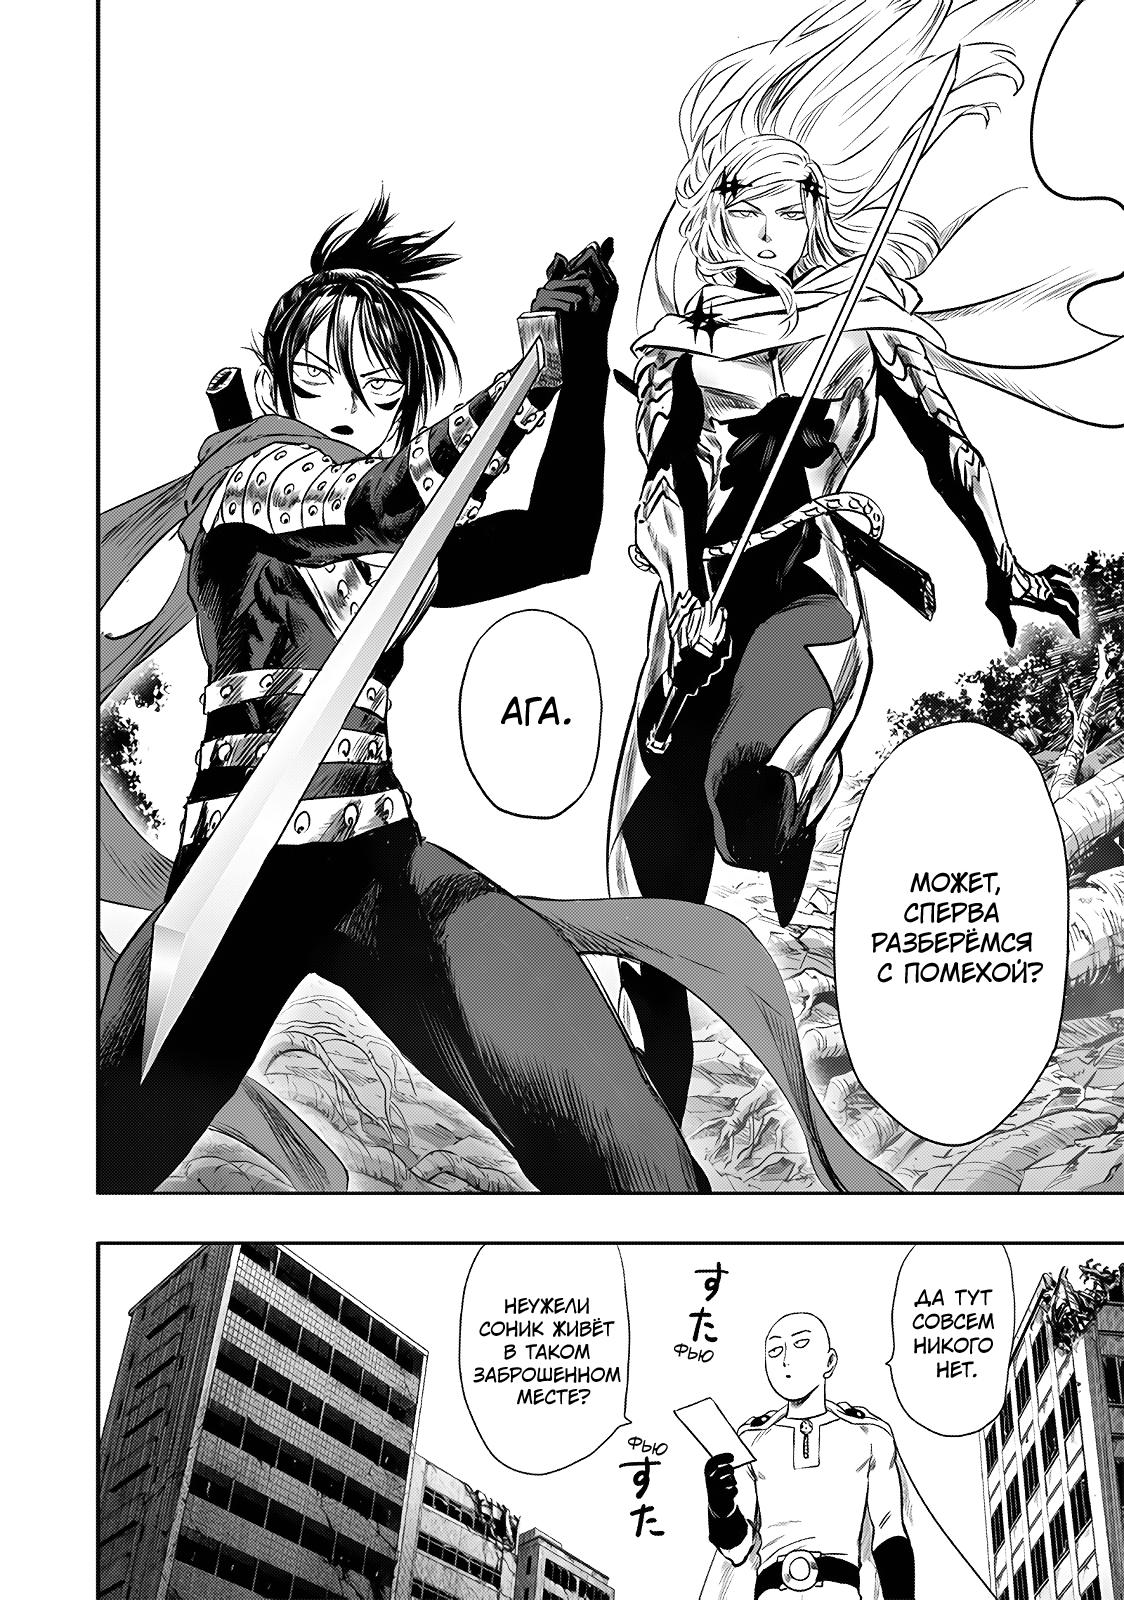 МОЖЕТ,
СПЕРВА
РАЗБЕРЁМСЯ
С ПОМЕХОЙ?
АГА.
ДА ТУТ
СОВСЕМ
НИКОГО
НЕТ.
すた
ФЬЮ
НЕУЖЕЛИ
СОНИК ЖИВЁТ
В ТАКОМ
ЗАБРОШЕННОМ
МЕСТЕ?
ФЬЮ
すた